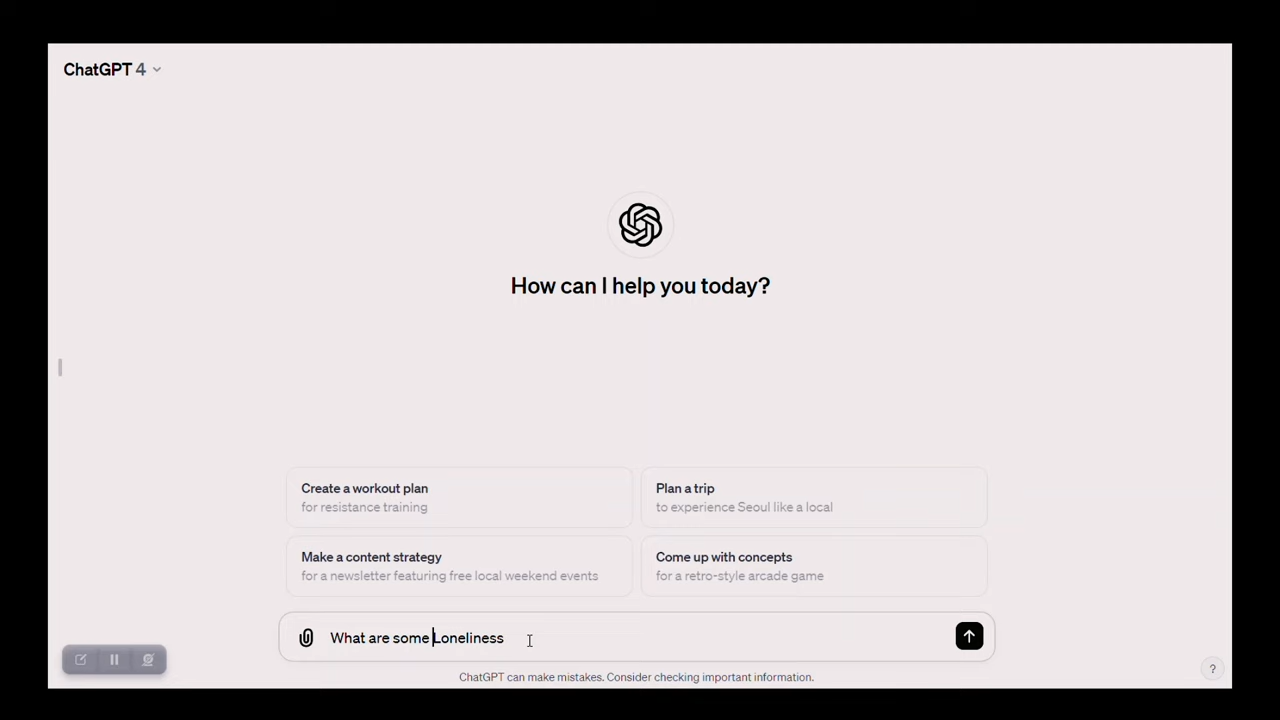 ChatGPT 4
How can I help you today?
Create a workout plan
for resistance training
Plan a trip
to experience Seoul like a local
Make a content strategy
for a newsletter featuring free local weekend events
Come up with concepts
for a retro-style arcade game
What are some Loneliness
ChatGPT can make mistakes. Consider checking important information.
?